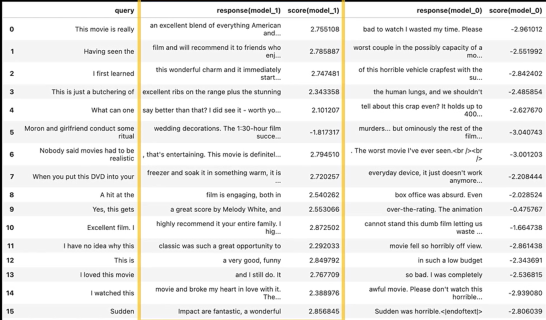 query response(model_1) score(model_1) response(model_0) score(model_0)
0 This movie is really an excellent blend of everything American and... 2.755108 bad to watch I wasted my time. Please -2.961012
1 Having seen the film and will recommend it to friends who enj... 2.785887 worst couple in the possibly capacity of a mo... -2.551992
2 I first learned this wonderful charm and it immediately start... 2.747481 of this horrible vehicle crapfest with the su... -2.842402
3 This is just a butchering of excellent ribs on the range plus the stunning 2.343358 the human lungs, and we shouldn't -2.485854
4 What can one say better than that? I did see it - worth yo... 2.101207 tell about this crap even? It holds up to 400... -2.627670
5 Moron and girlfriend conduct some ritual wedding decorations. The 1:30-hour film succe... -1.817317 murders... but ominously the rest of the film... -3.040743
6 Nobody said movies had to be realistic , that's entertaining. This movie is definitel... 2.794510 . The worst movie I've ever seen.<br /><br /> -3.001203
7 When you put this DVD into your freezer and soak it in something warm, it is ... 2.720257 everyday device, it just doesn't work anymore... -2.208444
8 A hit at the film is engaging, both in 2.540262 box office was absurd. Even -2.028524
9 Yes, this gets a great score by Melody White, and 2.553066 over-the-rating. The animation -0.475767
10 Excellent film. I highly recommend it your entire family. I hig... 2.872502 cannot stand this dumb film letting us waste ... -1.664738
11 I have no idea why this classic was such a great opportunity to 2.292033 movie fell so horribly off view. -2.861438
12 This is a very good, funny 2.849792 in such a low budget -2.343691
13 I loved this movie and I still do. It 2.767709 so bad. I was completely -2.536815
14 I watched this movie and broke my heart in love with it. The... 2.388976 awful movie. Please don't watch this horrible... -2.939080
15 Sudden Impact are fantastic, a wonderful 2.856845 Sudden was horrible.<|endoftext|> -2.806039